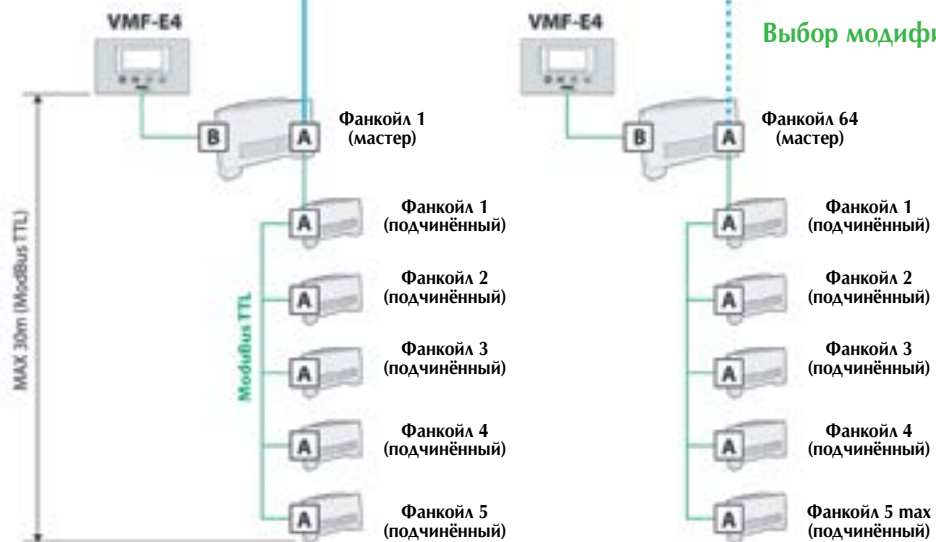 VMF-E4
VMF-E4
Выбор модифи
Фанкойл 1
(мастер)
Фанкойл 64
(мастер)
B
A
B
A
MAX 30m (ModBus TTL)
ModuBus TTL
A
Фанкойл 1
(подчинённый)
A
Фанкойл 1
(подчинённый)
A
Фанкойл 2
(подчинённый)
A
Фанкойл 2
(подчинённый)
A
Фанкойл 3
(подчинённый)
A
Фанкойл 3
(подчинённый)
A
Фанкойл 4
(подчинённый)
A
Фанкойл 4
(подчинённый)
A
Фанкойл 5
(подчинённый)
A
Фанкойл 5 max
(подчинённый)